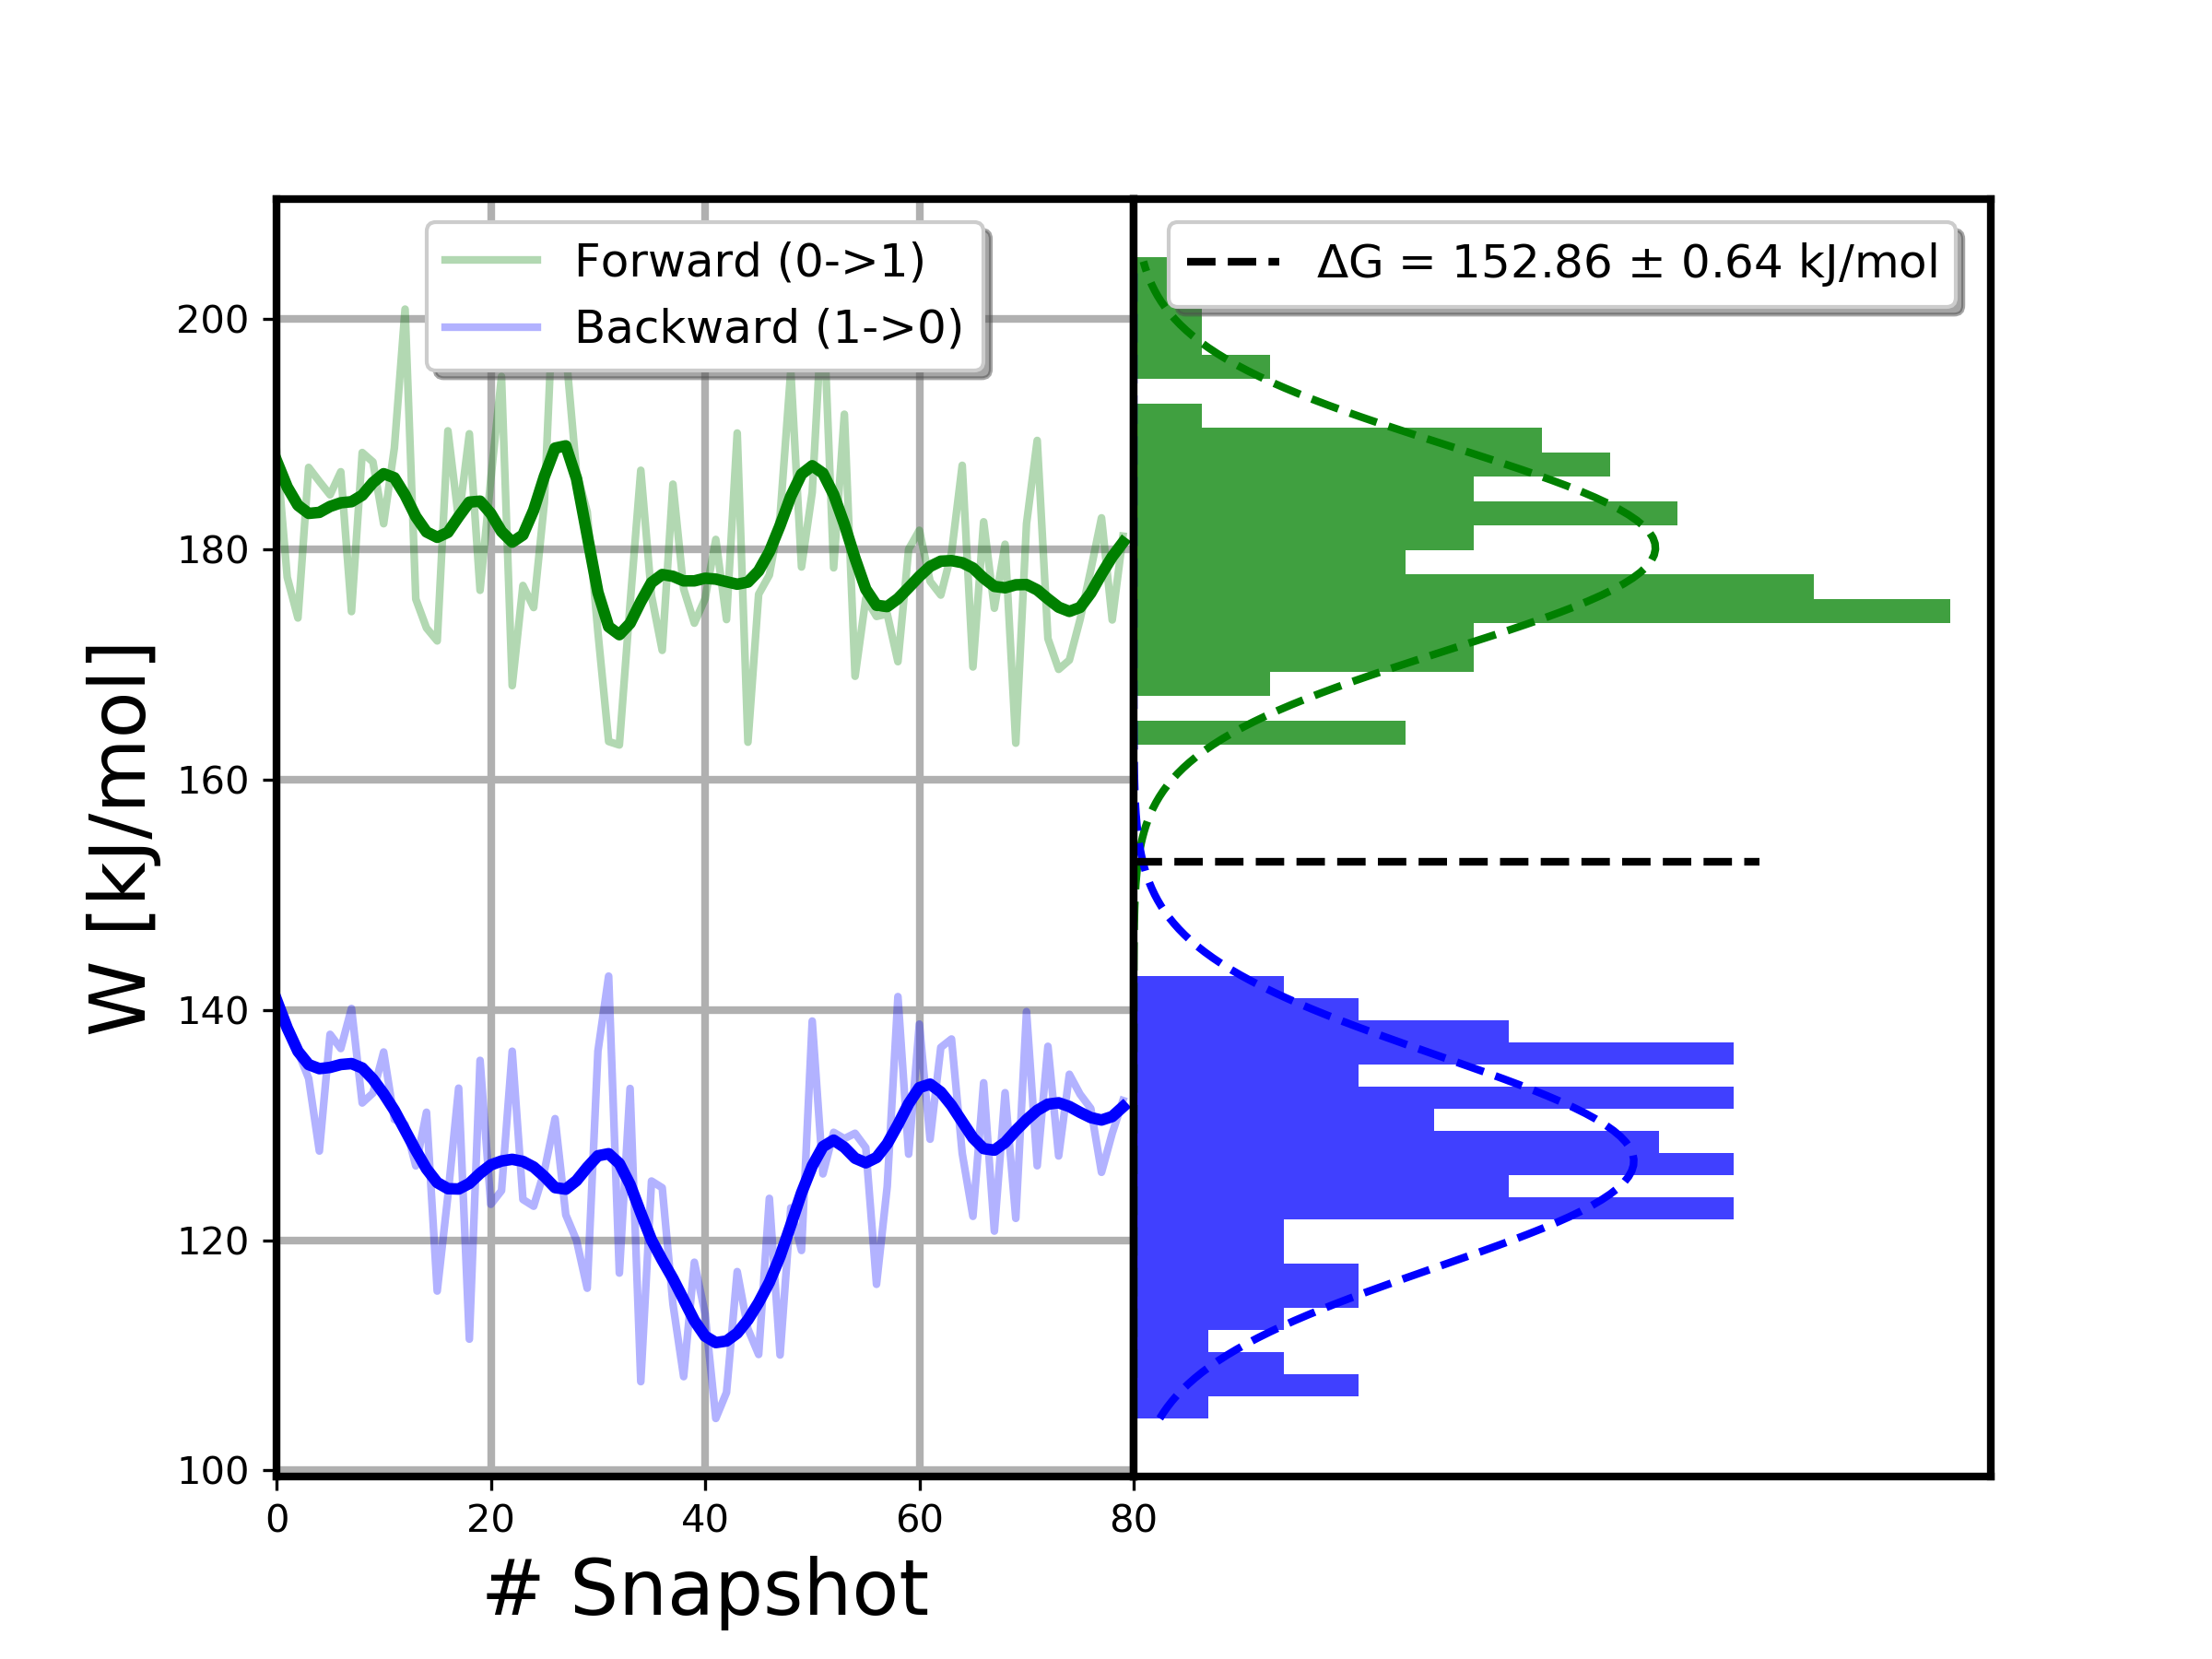 Forward (0->1)
Backward (1->0)
ΔG = 152.86 ± 0.64 kJ/mol
200
180
160
140
120
100
W [kJ/mol]
0
20
40
60
80
# Snapshot